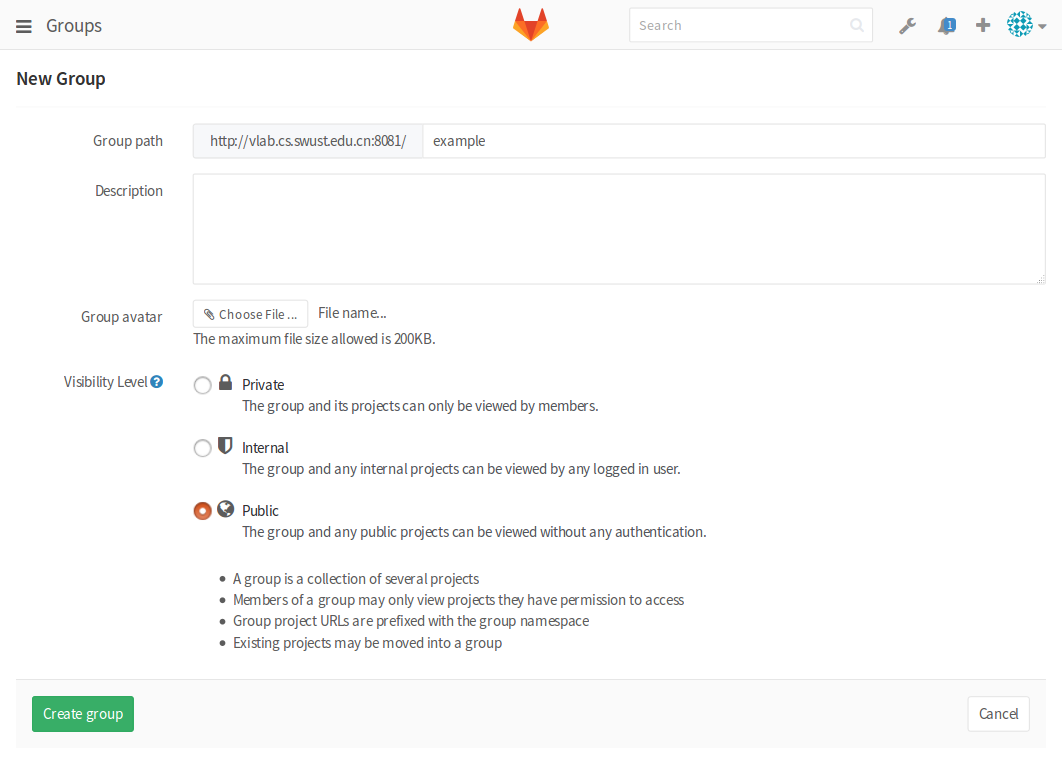 Groups
Search
1
New Group
Group path
http://vlab.cs.swust.edu.cn:8081/
example
Description
Group avatar
Choose File ...
File name...
The maximum file size allowed is 200KB.
Visibility Level ?
Private
The group and its projects can only be viewed by members.
Internal
The group and any internal projects can be viewed by any logged in user.
Public
The group and any public projects can be viewed without any authentication.
• A group is a collection of several projects
• Members of a group may only view projects they have permission to access
• Group project URLs are prefixed with the group namespace
• Existing projects may be moved into a group
Create group
Cancel